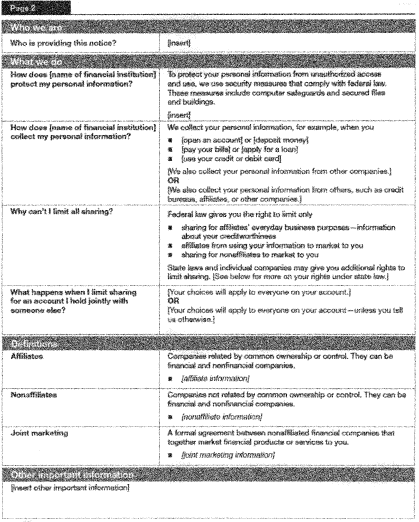 Page 2
Who we are
Who is providing this notice?
[insert]
What we do
How does [name of financial institution]
protect my personal information?
To protect your personal information from unauthorized access
and use, we use security measures that comply with federal law.
These measures include computer safeguards and secured files
and buildings.
[insert]
How does [name of financial institution]
collect my personal information?
We collect your personal information, for example, when you
■ [open an account] or [deposit money]
■ [pay your bills] or [apply for a loan]
■ [use your credit or debit card]
[We also collect your personal information from other companies.]
OR
[We also collect your personal information from others, such as credit
bureaus, affiliates, or other companies.]
Why can't I limit all sharing?
Federal law gives you the right to limit only
■ sharing for affiliates' everyday business purposes—information
about your creditworthiness
■ affiliates from using your information to market to you
■ sharing for nonaffiliates to market to you
State laws and individual companies may give you additional rights to
limit sharing. [See below for more on your rights under state law.]
What happens when I limit sharing
for an account I hold jointly with
someone else?
[Your choices will apply to everyone on your account.]
OR
[Your choices will apply to everyone on your account—unless you tell
us otherwise.]
Definitions
Affiliates
Companies related by common ownership or control. They can be
financial and nonfinancial companies.
■ [affiliate information]
Nonaffiliates
Companies not related by common ownership or control. They can be
financial and nonfinancial companies.
■ [nonaffiliate information]
Joint marketing
A formal agreement between nonaffiliated financial companies that
together market financial products or services to you.
■ [joint marketing information]
Other important information
[insert other important information]